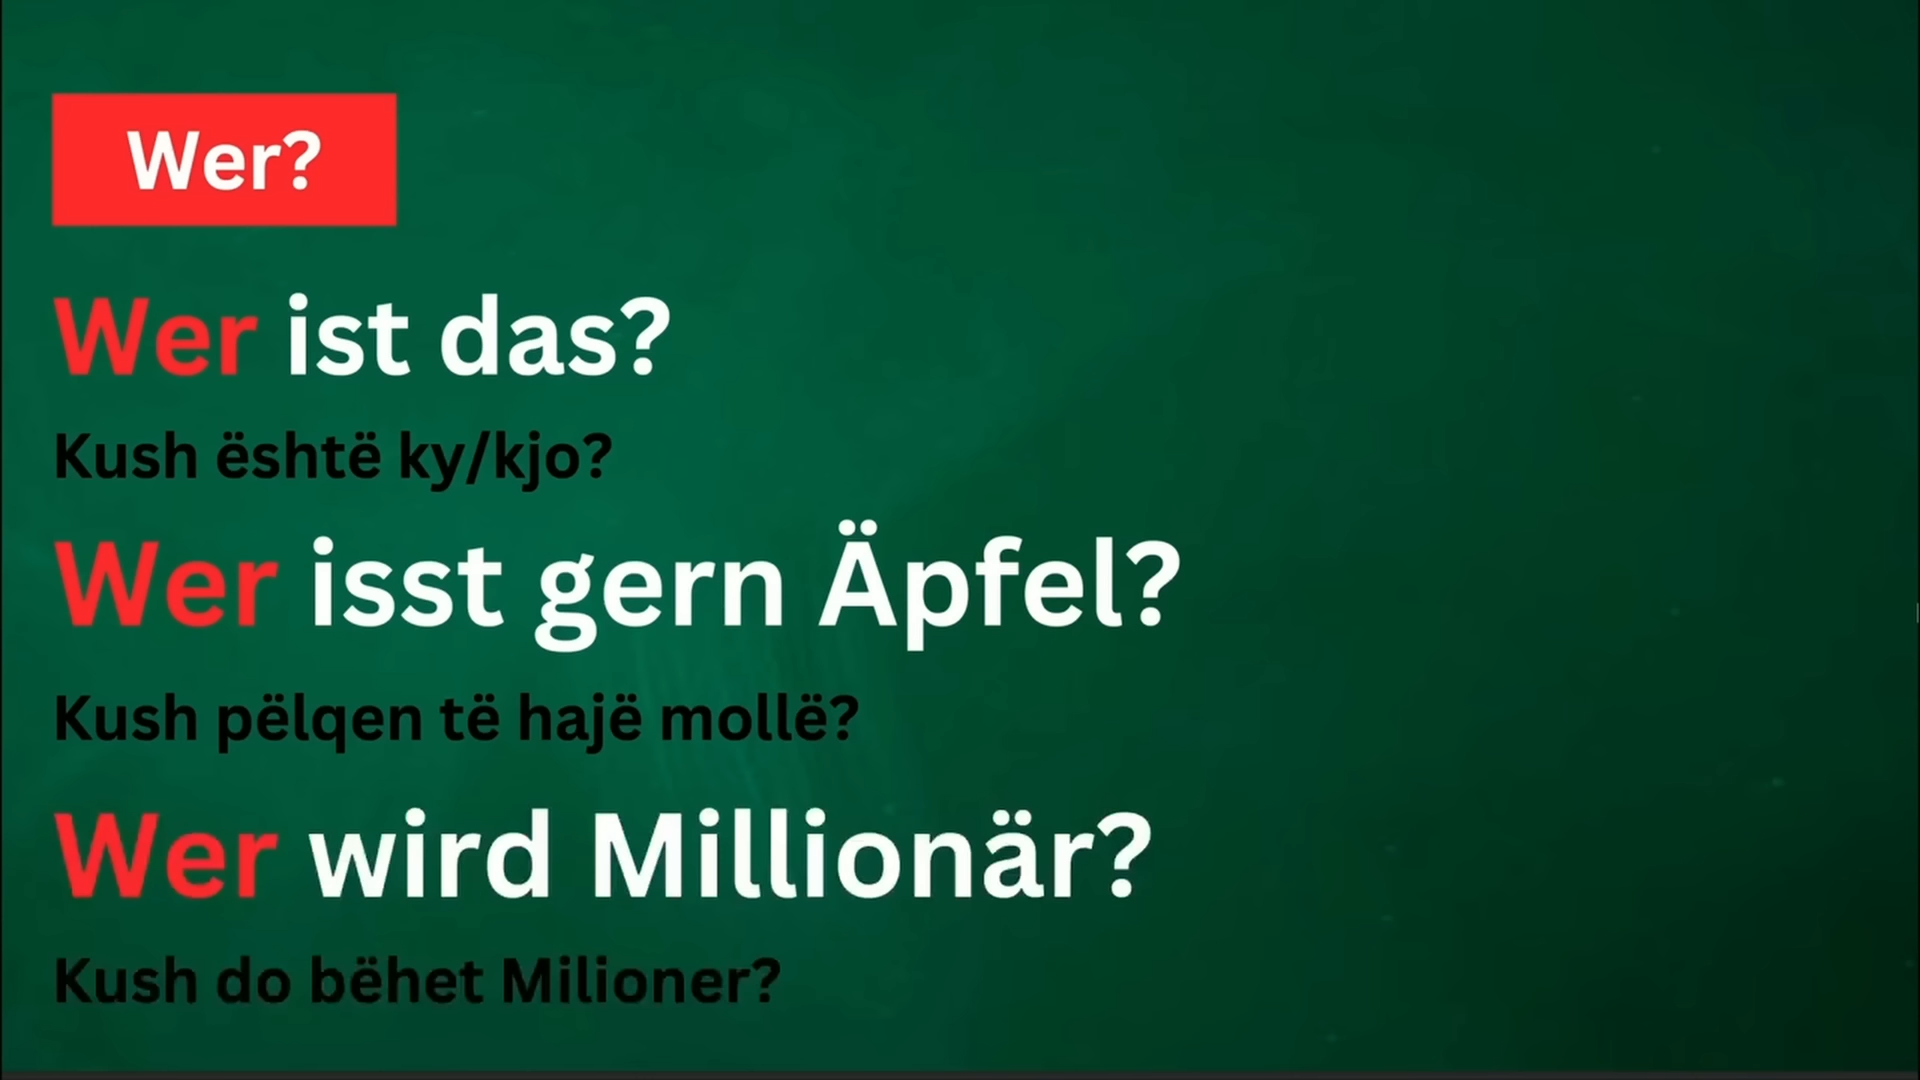 Wer?
Wer ist das?
Kush është ky/kjo?
Wer isst gern Äpfel?
Kush pëlqen të hajë mollë?
Wer wird Millionär?
Kush do bëhet Milioner?